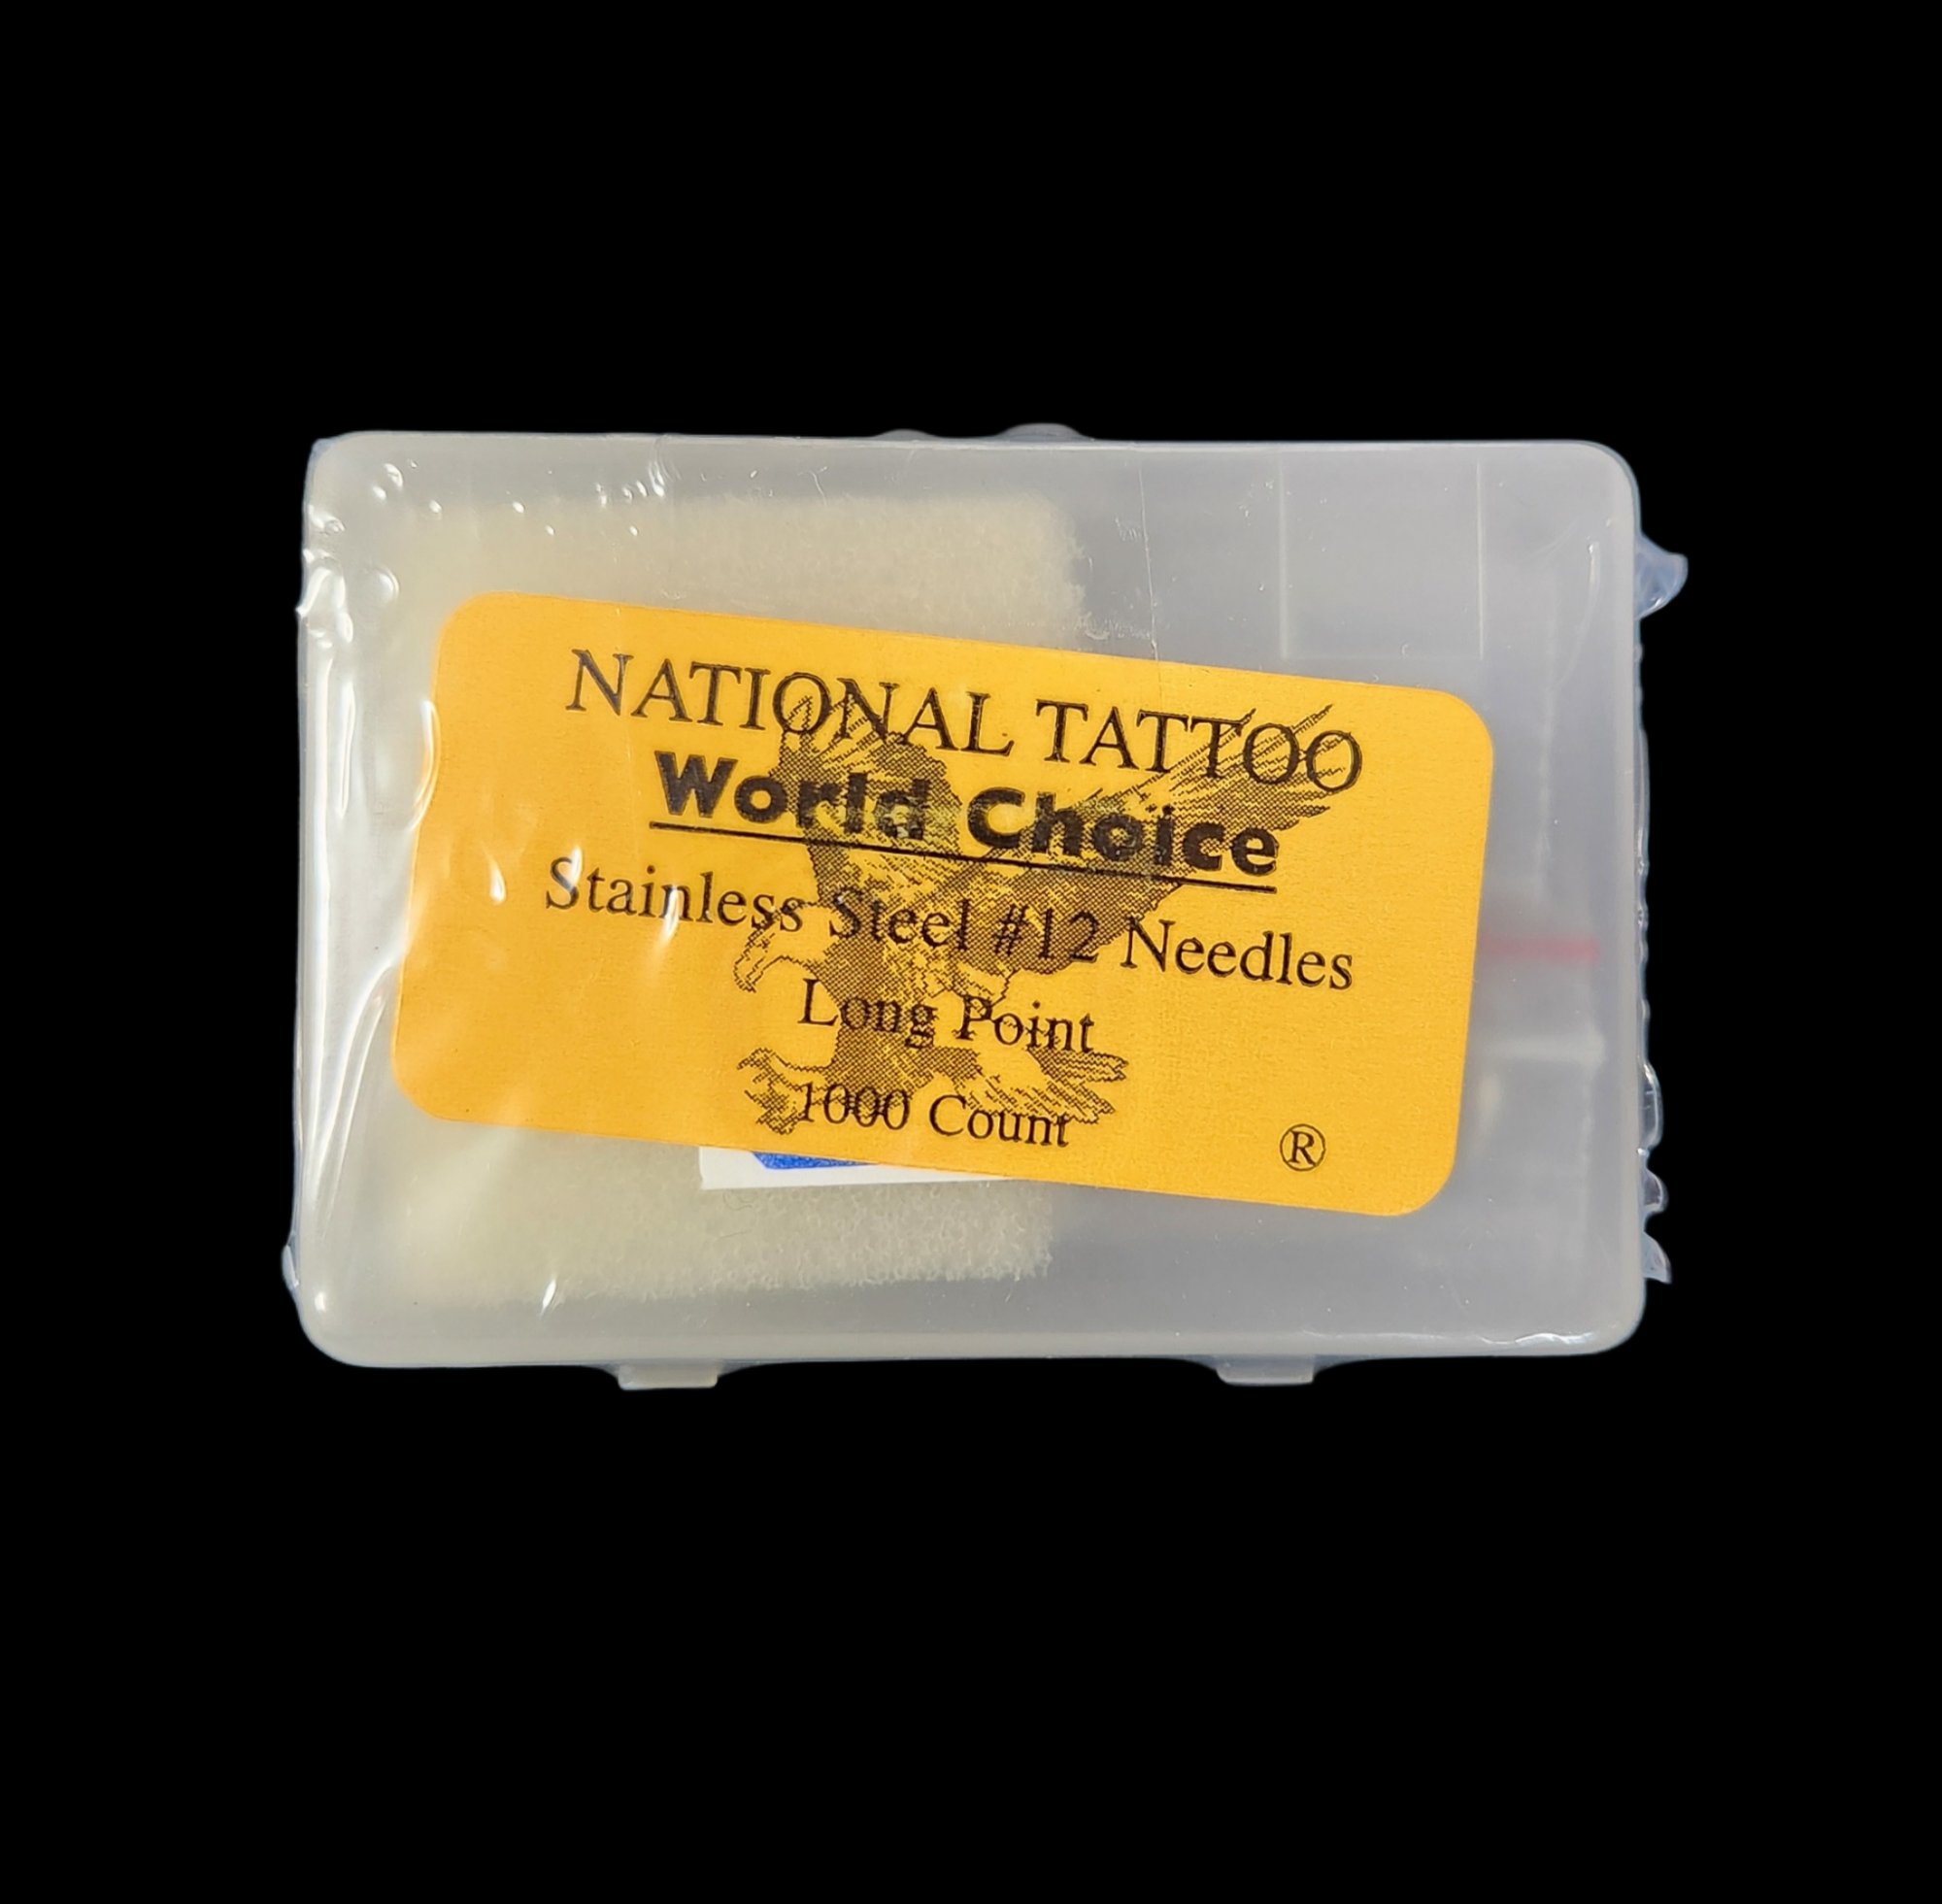 NATIONAL TATTOO
World Choice
Stainless Steel #12 Needles
Long Point
1000 Count
®